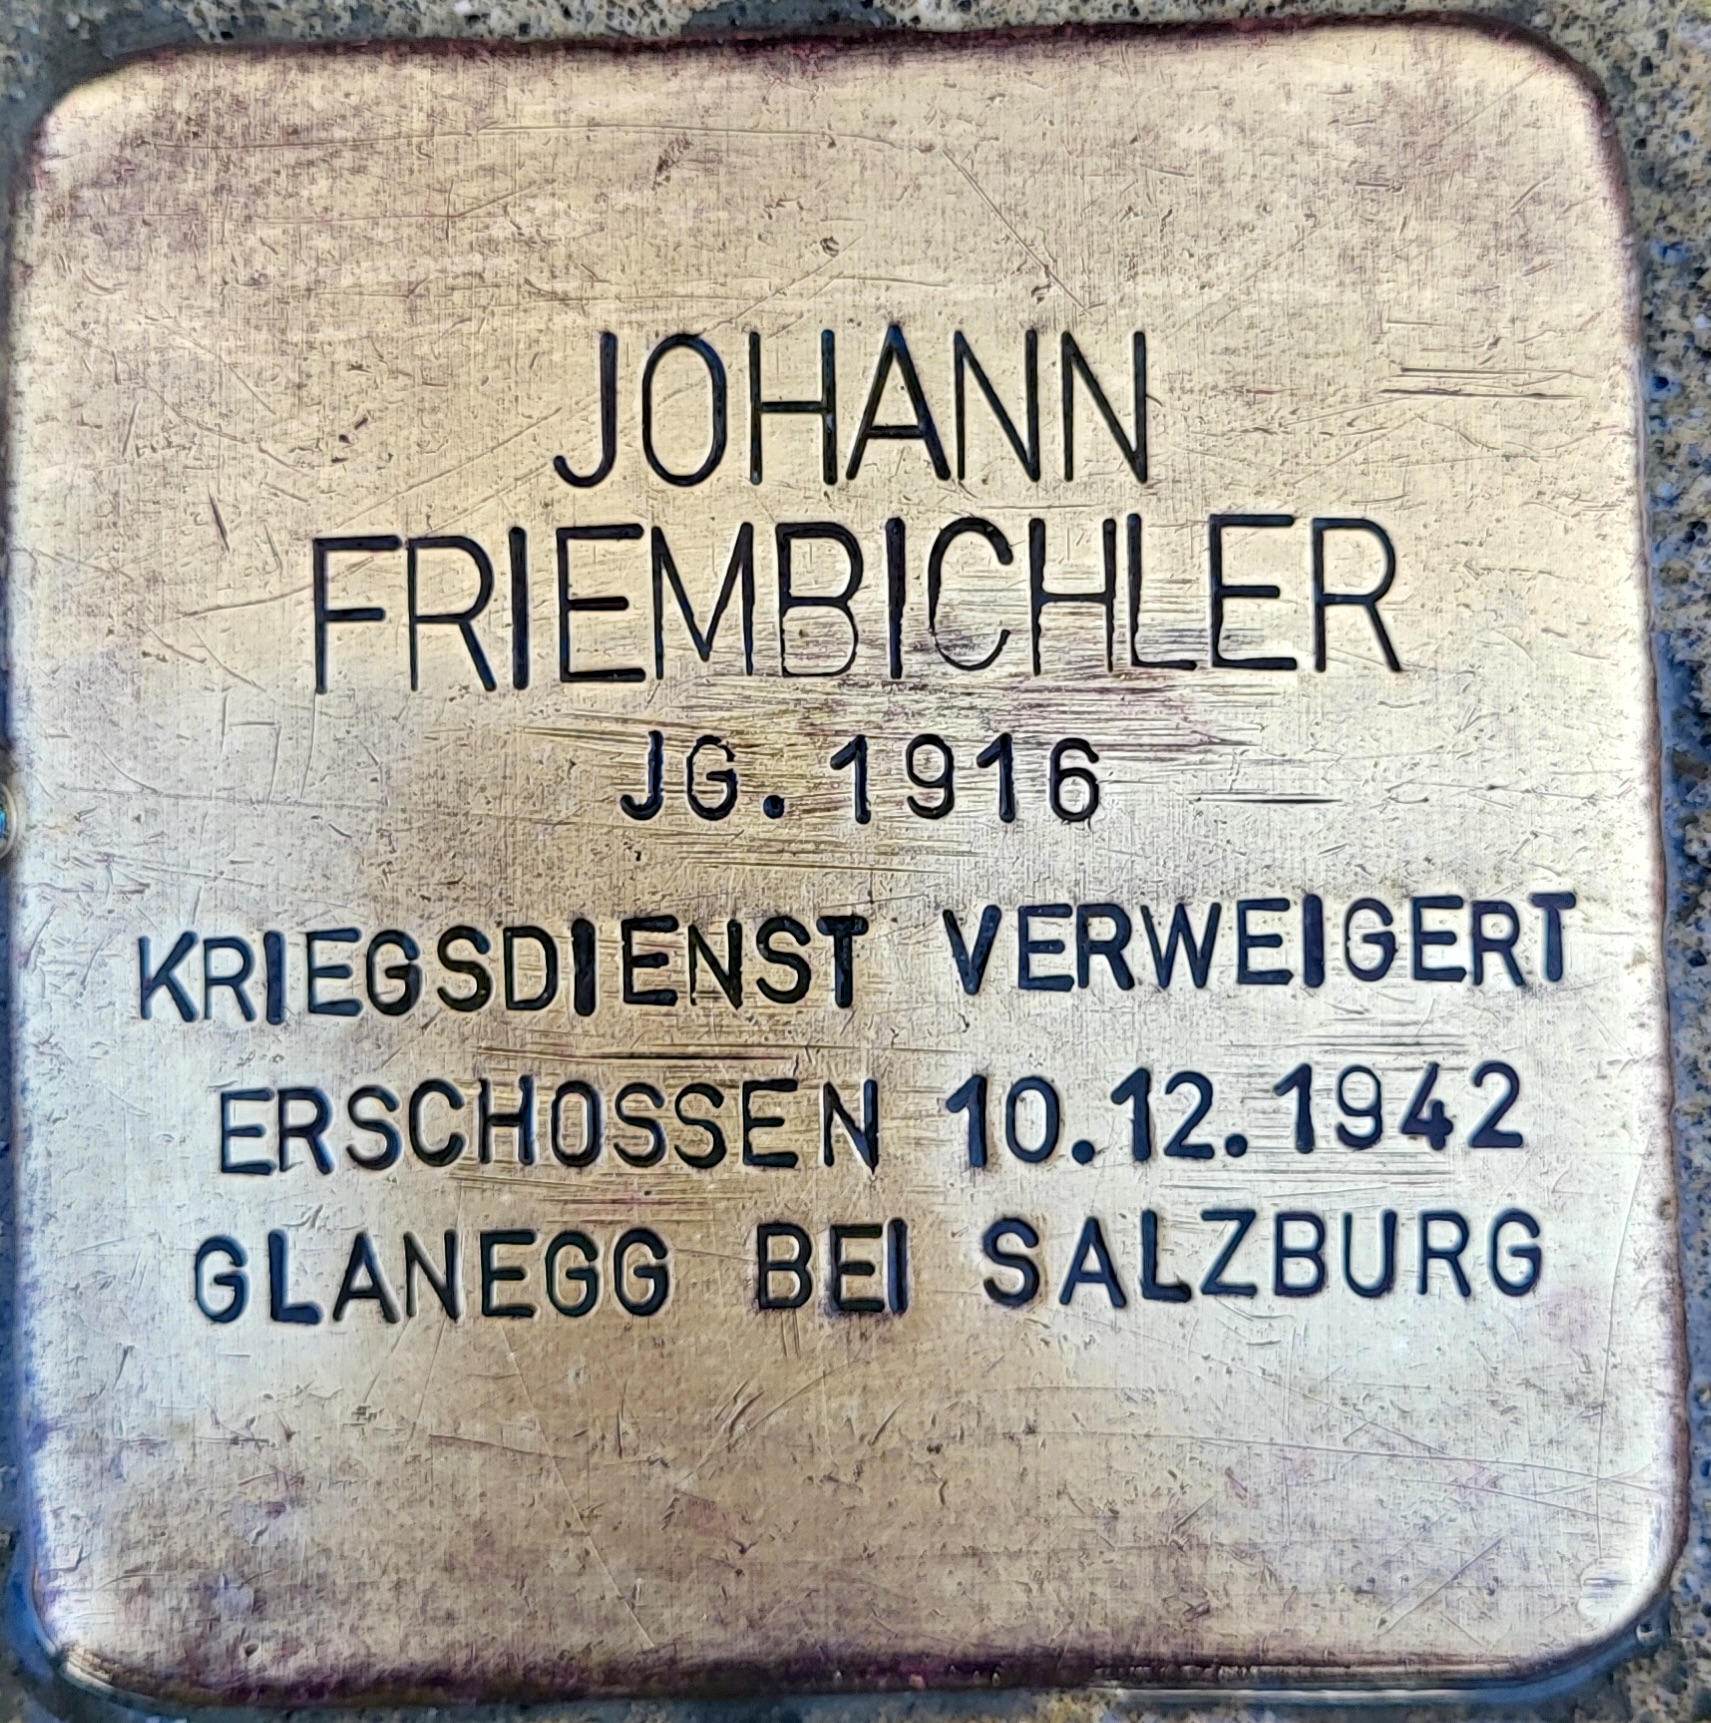 JOHANN
FRIEMBICHLER
JG. 1916
KRIEGSDIENST VERWEIGERT
ERSCHOSSEN 10.12.1942
GLANEGG BEI SALZBURG